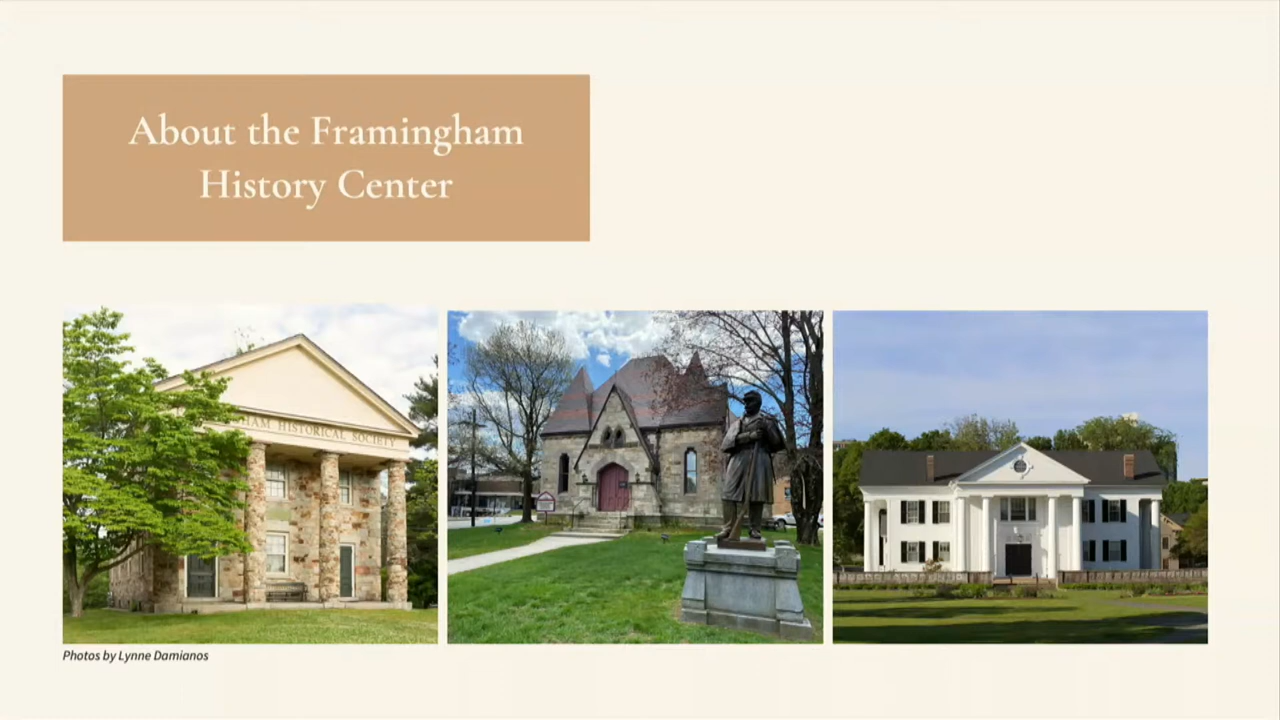 About the Framingham
History Center
HAM HISTORICAL SOCIETY
Photos by Lynne Damianos